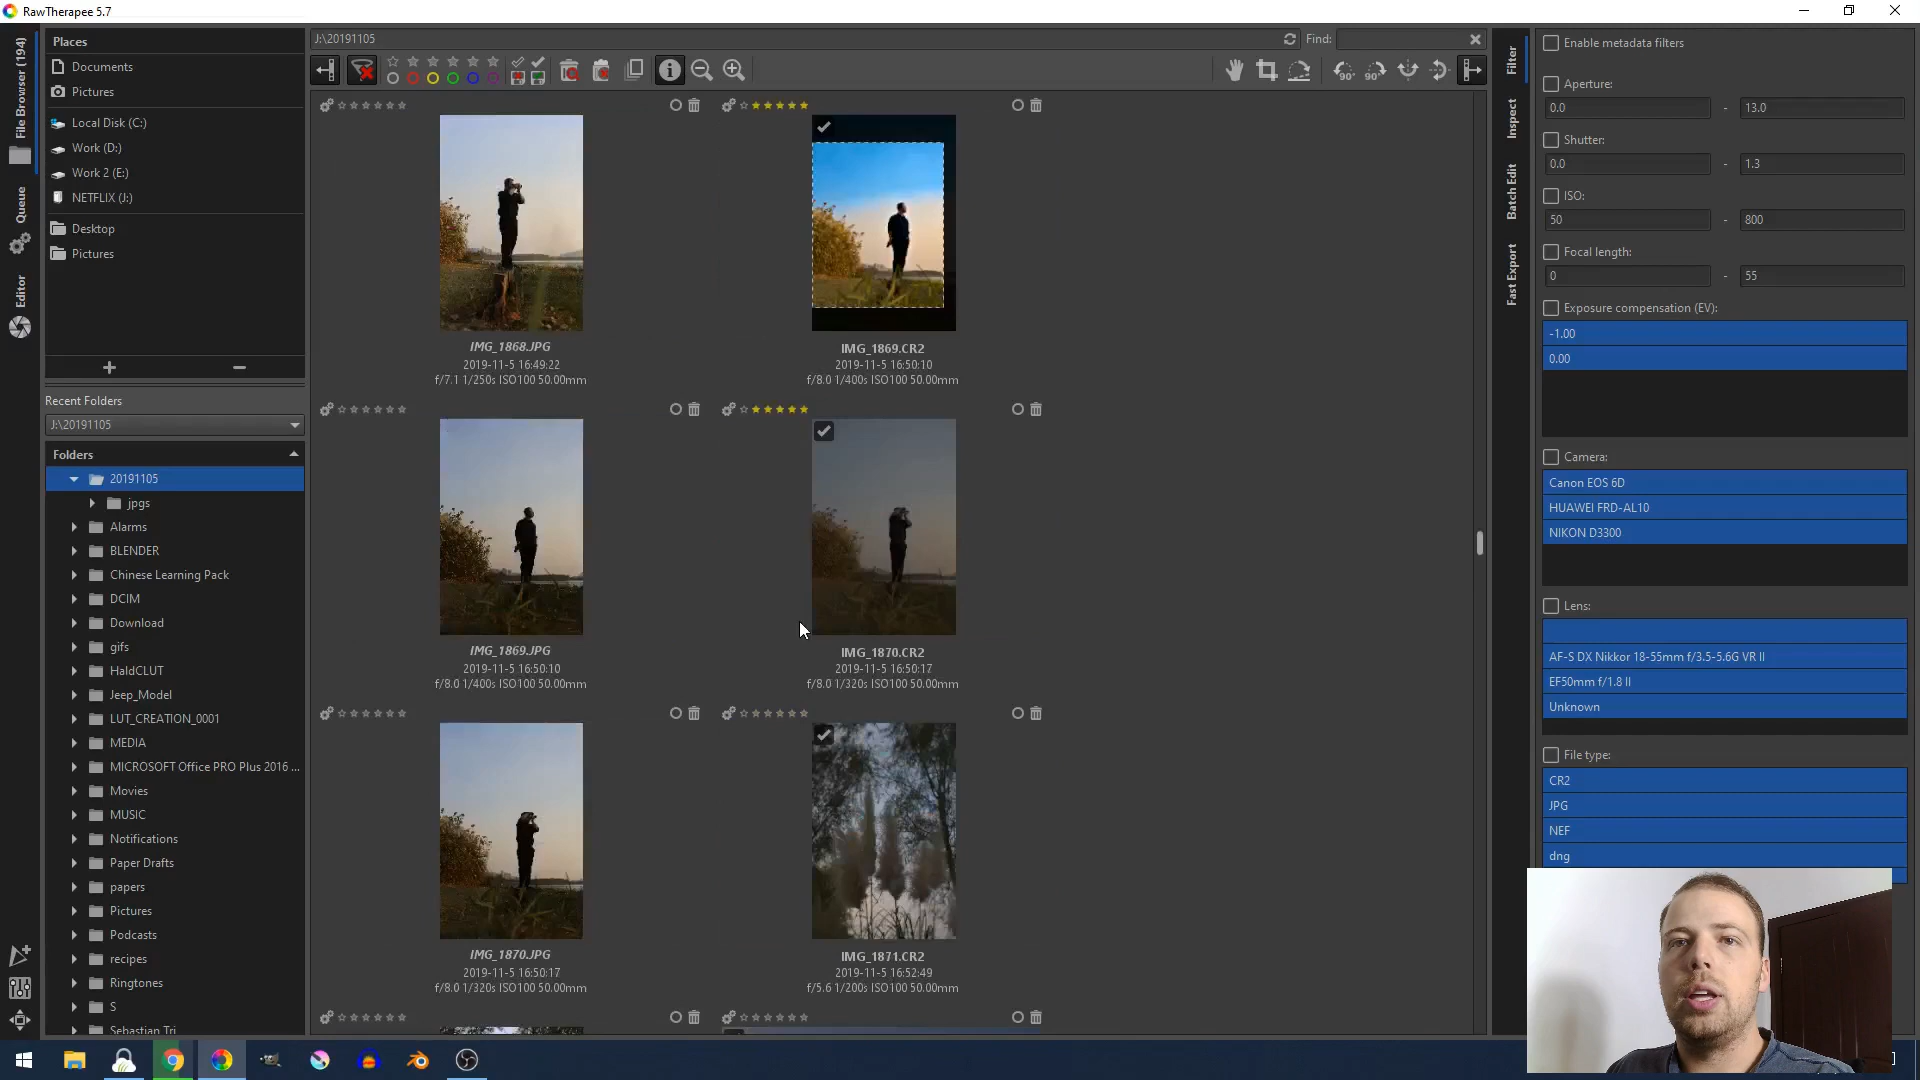 RawTherapee 5.7
File Browser (194)
Queue
Editor
Places
Documents
Pictures
Local Disk (C:)
Work (D:)
Work 2 (E:)
NETFLIX (J:)
Desktop
Pictures
Recent Folders
J:\20191105
Folders
20191105
jpgs
Alarms
BLENDER
Chinese Learning Pack
DCIM
Download
gifs
HaldCLUT
Jeep_Model
LUT_CREATION_0001
MEDIA
MICROSOFT Office PRO Plus 2016 ...
Movies
MUSIC
Notifications
Paper Drafts
papers
Pictures
Podcasts
recipes
Ringtones
S
Sebastian Tri
J:\20191105
Find:
IMG_1868.JPG
2019-11-5 16:49:22
f/7.1 1/250s ISO100 50.00mm
IMG_1869.CR2
2019-11-5 16:50:10
f/8.0 1/400s ISO100 50.00mm
IMG_1869.JPG
2019-11-5 16:50:10
f/8.0 1/400s ISO100 50.00mm
IMG_1870.CR2
2019-11-5 16:50:17
f/8.0 1/320s ISO100 50.00mm
IMG_1870.JPG
2019-11-5 16:50:17
f/8.0 1/320s ISO100 50.00mm
IMG_1871.CR2
2019-11-5 16:52:49
f/5.6 1/200s ISO100 50.00mm
Filter
Inspect
Batch Edit
Fast Export
Enable metadata filters
Aperture:
0.0 - 13.0
Shutter:
0.0 - 1.3
ISO:
50 - 800
Focal length:
0 - 55
Exposure compensation (EV):
-1.00
0.00
Camera:
Canon EOS 6D
HUAWEI FRD-AL10
NIKON D3300
Lens:
AF-S DX Nikkor 18-55mm f/3.5-5.6G VR II
EF50mm f/1.8 II
Unknown
File type:
CR2
JPG
NEF
dng